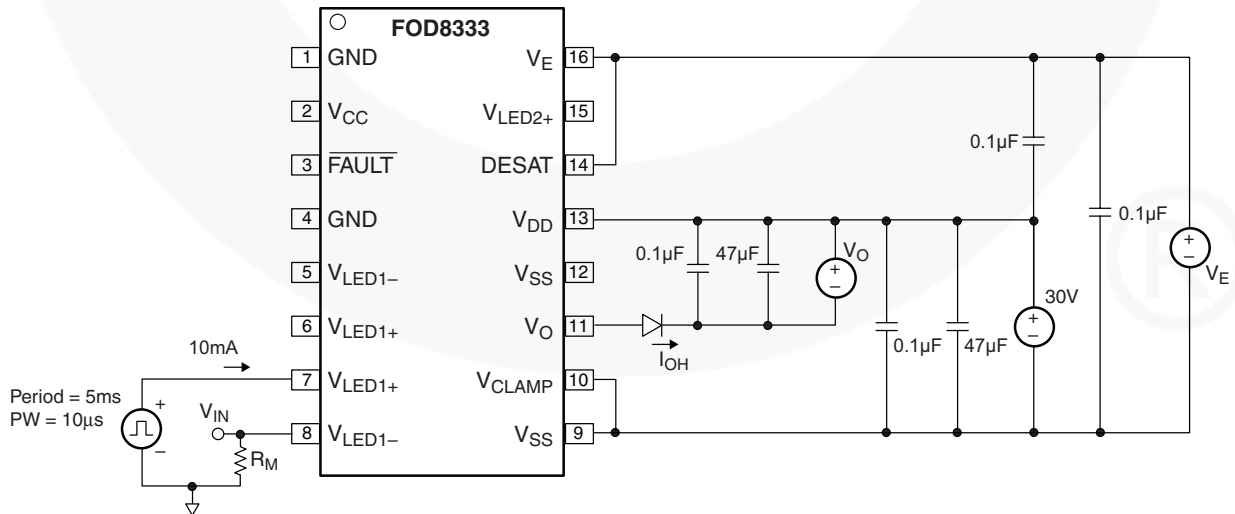 FOD8333
1 GND
2 VCC
3 FAULT
4 GND
5 VLED1–
6 VLED1+
7 VLED1+
8 VLED1–
VE 16
VLED2+ 15
DESAT 14
VDD 13
VSS 12
VO 11
VCLAMP 10
VSS 9
10mA
Period = 5ms
PW = 10µs
+
–
VIN
RM
0.1µF
47µF
+
–
VO
IOH
0.1µF
47µF
30V
+
–
0.1µF
0.1µF
+
–
VE
®